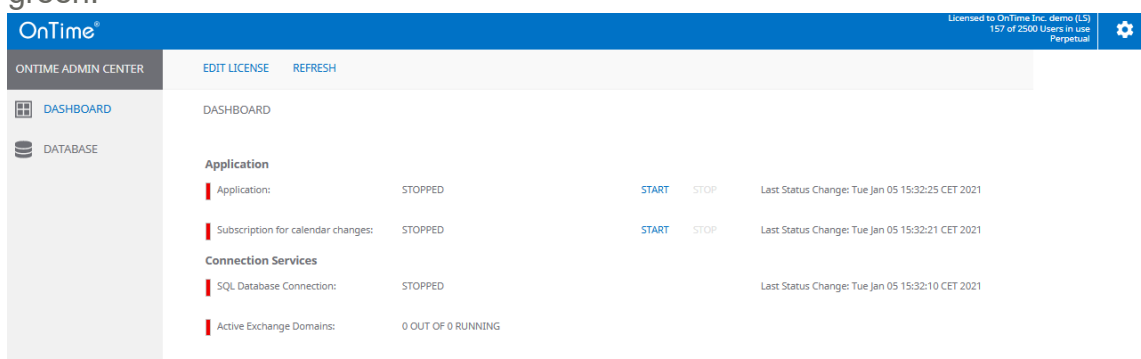 green.
OnTime®
Licensed to OnTime Inc. demo (LS)
157 of 2500 Users in use
Perpetual
ONTIME ADMIN CENTER
EDIT LICENSE REFRESH
DASHBOARD
DASHBOARD
DATABASE
Application
Application: STOPPED START STOP Last Status Change: Tue Jan 05 15:32:25 CET 2021
Subscription for calendar changes: STOPPED START STOP Last Status Change: Tue Jan 05 15:32:21 CET 2021
Connection Services
SQL Database Connection: STOPPED Last Status Change: Tue Jan 05 15:32:10 CET 2021
Active Exchange Domains: 0 OUT OF 0 RUNNING